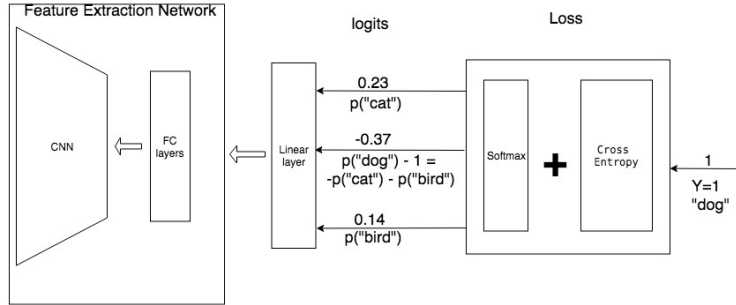 Feature Extraction Network
logits
Loss
CNN
FC
layers
Linear
layer
0.23
p("cat")
-0.37
p("dog") - 1 =
-p("cat") - p("bird")
0.14
p("bird")
Softmax
+
Cross
Entropy
1
Y=1
"dog"